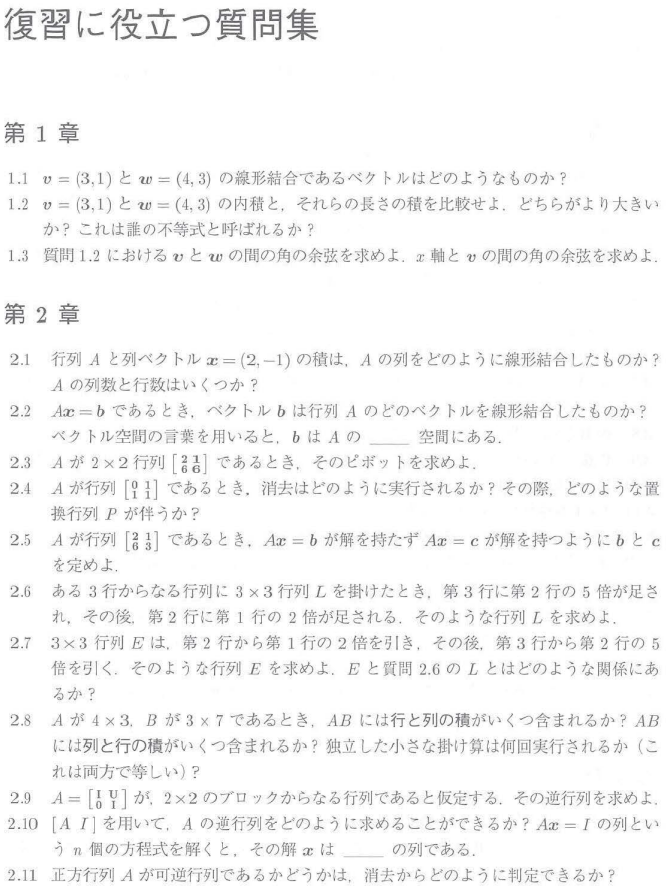 復習に役立つ質問集
第 1 章
1.1 v = (3,1) と w = (4,3) の線形結合であるベクトルはどのようなものか？
1.2 v = (3,1) と w = (4,3) の内積と，それらの長さの積を比較せよ．どちらがより大きい
か？ これは誰の不等式と呼ばれるか？
1.3 質問 1.2 における v と w の間の角の余弦を求めよ．x 軸と v の間の角の余弦を求めよ．
第 2 章
2.1 行列 A と列ベクトル x = (2,−1) の積は，A の列をどのように線形結合したものか？
A の列数と行数はいくつか？
2.2 Ax = b であるとき，ベクトル b は行列 A のどのベクトルを線形結合したものか？
ベクトル空間の言葉を用いると，b は A の ____ 空間にある．
2.3 A が 2×2 行列 [2 1 6 6] であるとき，そのピボットを求めよ．
2.4 A が行列 [0 1 1 1] であるとき，消去はどのように実行されるか？その際，どのような置
換行列 P が伴うか？
2.5 A が行列 [2 1 6 3] であるとき，Ax = b が解を持たず Ax = c が解を持つように b と c
を定めよ．
2.6 ある 3 行からなる行列に 3×3 行列 L を掛けたとき，第 3 行に第 2 行の 5 倍が足さ
れ，その後，第 2 行に第 1 行の 2 倍が足される．そのような行列 L を求めよ．
2.7 3×3 行列 E は，第 2 行から第 1 行の 2 倍を引き，その後，第 3 行から第 2 行の 5
倍を引く．そのような行列 E を求めよ．E と質問 2.6 の L とはどのような関係にあ
るか？
2.8 A が 4×3，B が 3×7 であるとき，AB には行と列の積がいくつ含まれるか？ AB
には列と行の積がいくつ含まれるか？独立した小さな掛け算は何回実行されるか（こ
れは両方で等しい）？
2.9 A = [I U 0 I] が，2×2 のブロックからなる行列であると仮定する．その逆行列を求めよ．
2.10 [A I] を用いて，A の逆行列をどのように求めることができるか？Ax = I の列とい
う n 個の方程式を解くと，その解 x は ____ の列である．
2.11 正方行列 A が可逆行列であるかどうかは，消去からどのように判定できるか？